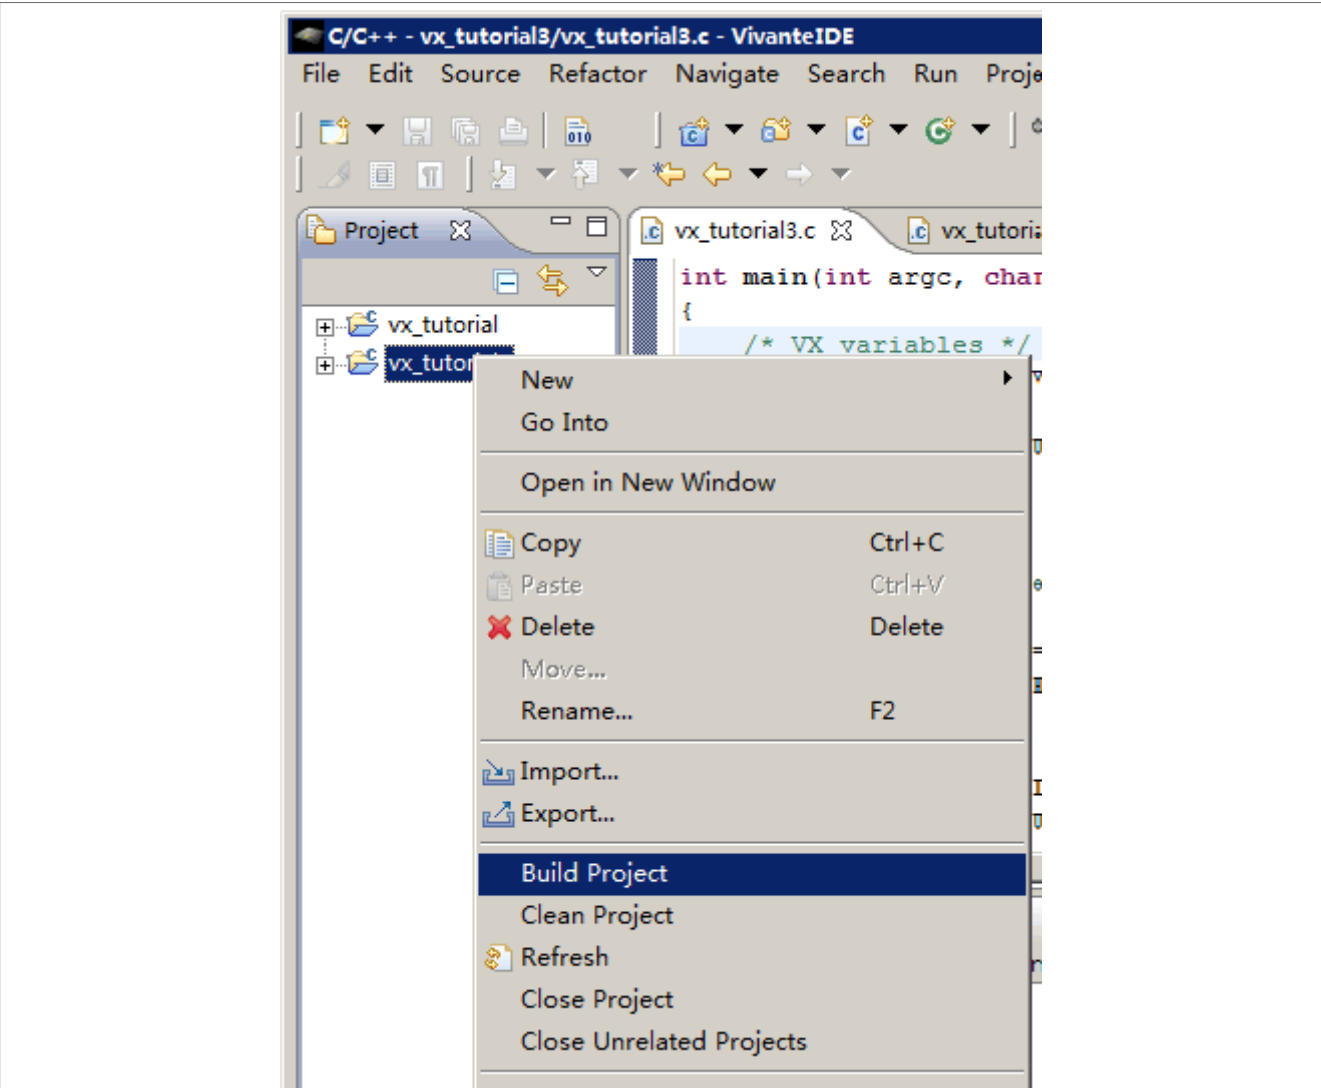 C/C++ - vx_tutorial3/vx_tutorial3.c - VivanteIDE
File Edit Source Refactor Navigate Search Run
010
Project
vx_tutorial3.c
int main(int argc,
{
/* VX variables */
vx_tutorial
New
Go Into
Open in New Window
Copy Ctrl+C
Paste Ctrl+V
Delete Delete
Move...
Rename... F2
Import...
Export...
Build Project
Clean Project
Refresh
Close Project
Close Unrelated Projects